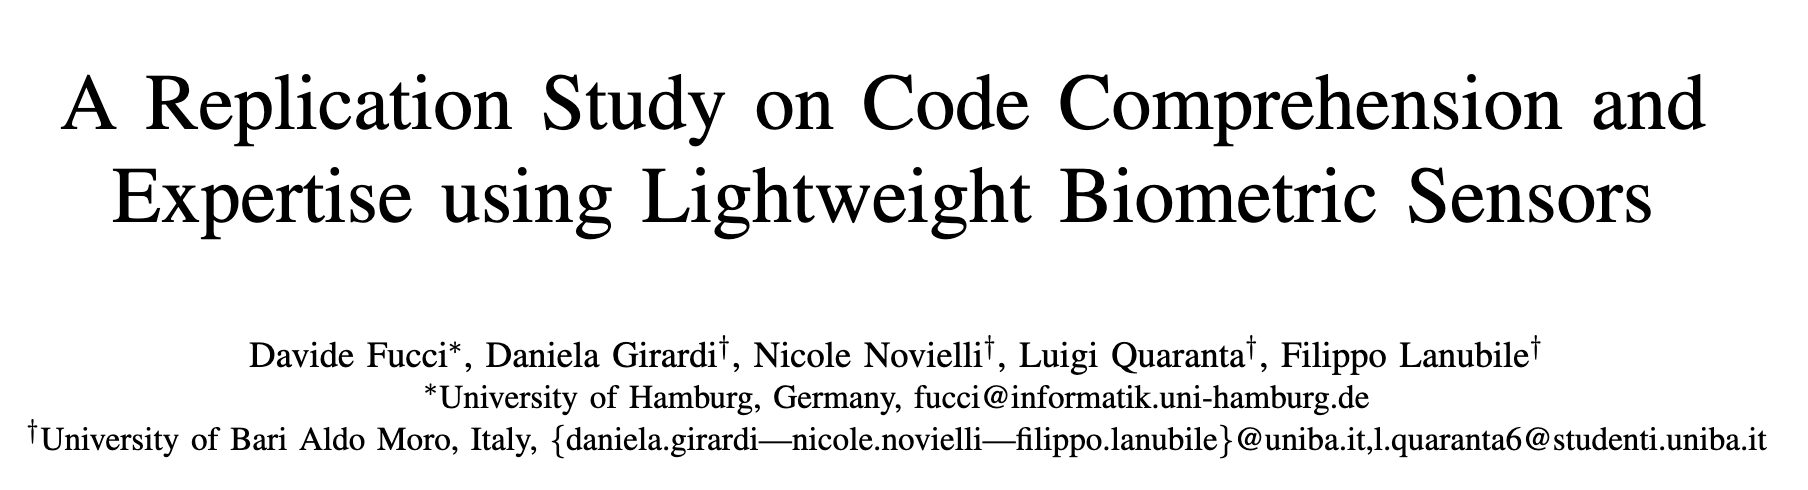 A Replication Study on Code Comprehension and
Expertise using Lightweight Biometric Sensors
Davide Fucci*, Daniela Girardi†, Nicole Novielli†, Luigi Quaranta†, Filippo Lanubile†
*University of Hamburg, Germany, fucci@informatik.uni-hamburg.de
†University of Bari Aldo Moro, Italy, {daniela.girardi—nicole.novielli—filippo.lanubile}@uniba.it,l.quaranta6@studenti.uniba.it